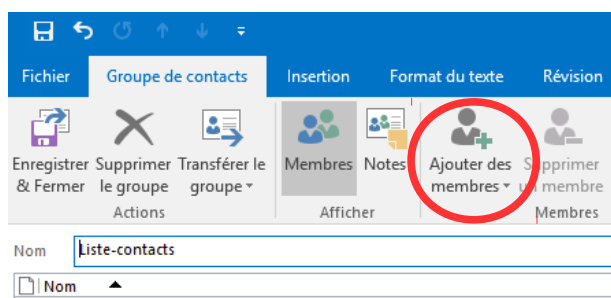 Fichier Groupe de contacts Insertion Format du texte Révision
Enregistrer Supprimer Transférer le Membres Notes Ajouter des Supprimer
& Fermer le groupe groupe membres un membre
Actions Afficher Membres
Nom Liste-contacts
Nom